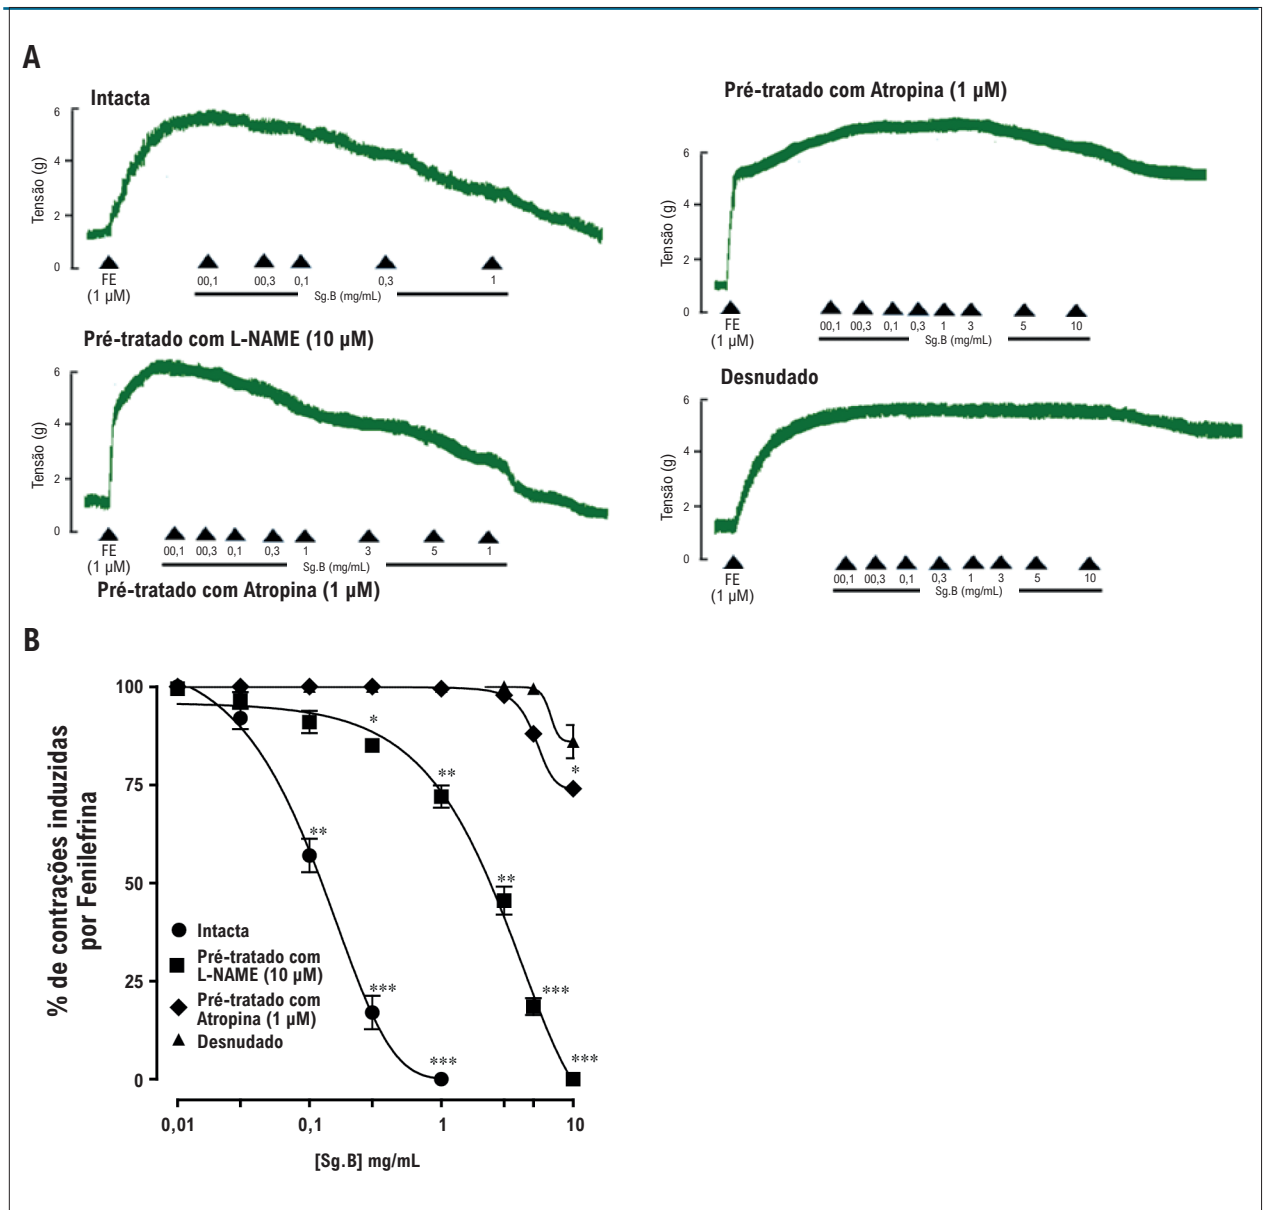 A
Intacta
Tensão (g)
6
4
2
0
FE
(1 µM)
00,1 00,3 0,1 0,3 1
Sg.B (mg/mL)
Pré-tratado com Atropina (1 µM)
Tensão (g)
6
4
2
0
FE
(1 µM)
00,1 00,3 0,1 0,3 1 3 5 10
Sg.B (mg/mL)
Pré-tratado com L-NAME (10 µM)
Tensão (g)
6
4
2
0
FE
(1 µM)
00,1 00,3 0,1 0,3 1 3 5 1
Sg.B (mg/mL)
Pré-tratado com Atropina (1 µM)
Desnudado
Tensão (g)
6
4
2
0
FE
(1 µM)
00,1 00,3 0,1 0,3 1 3 5 10
Sg.B (mg/mL)
B
% de contrações induzidas
por Fenilefrina
100
75
50
25
0
*
**
*
**
**
***
***
***
***
Intacta
Pré-tratado com
L-NAME (10 µM)
Pré-tratado com
Atropina (1 µM)
Desnudado
0,01 0,1 1 10
[Sg.B] mg/mL